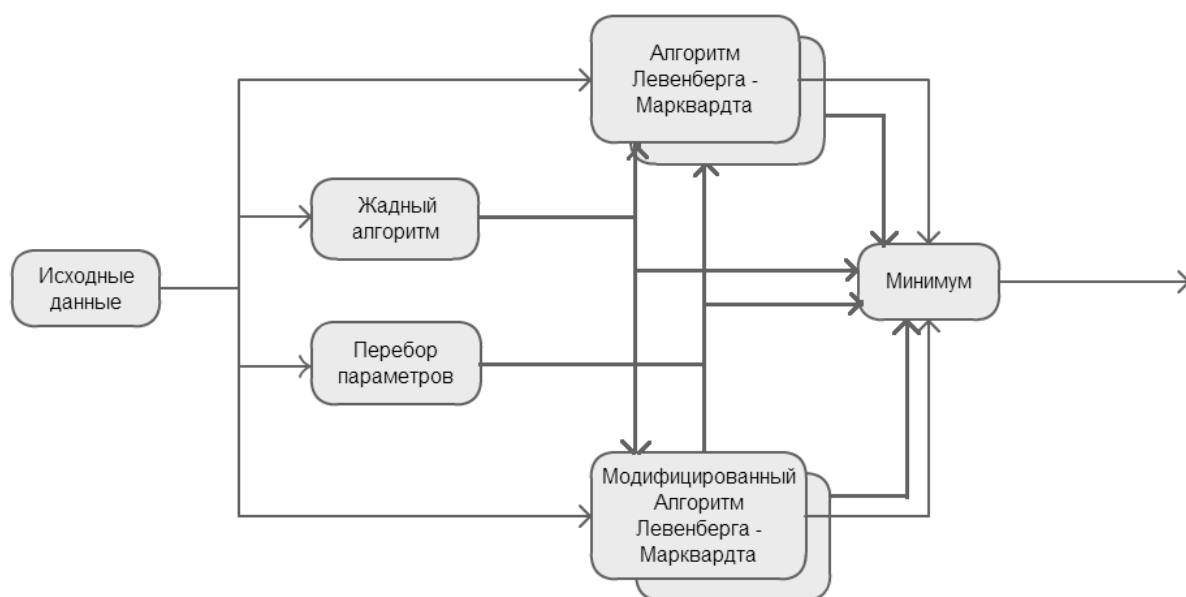 Алгоритм
Левенберга -
Марквардта
Жадный
алгоритм
Исходные
данные
Минимум
Перебор
параметров
Модифицированный
Алгоритм
Левенберга -
Марквардта